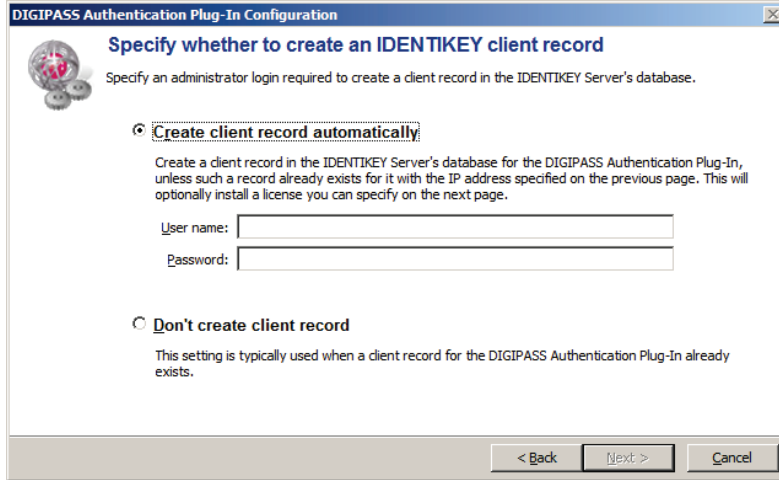 DIGIPASS Authentication Plug-In Configuration
Specify whether to create an IDENTIKEY client record
Specify an administrator login required to create a client record in the IDENTIKEY Server's database.
Create client record automatically
Create a client record in the IDENTIKEY Server's database for the DIGIPASS Authentication Plug-In,
unless such a record already exists for it with the IP address specified on the previous page. This will
optionally install a license you can specify on the next page.
User name:
Password:
Don't create client record
This setting is typically used when a client record for the DIGIPASS Authentication Plug-In already
exists.
< Back Next > Cancel